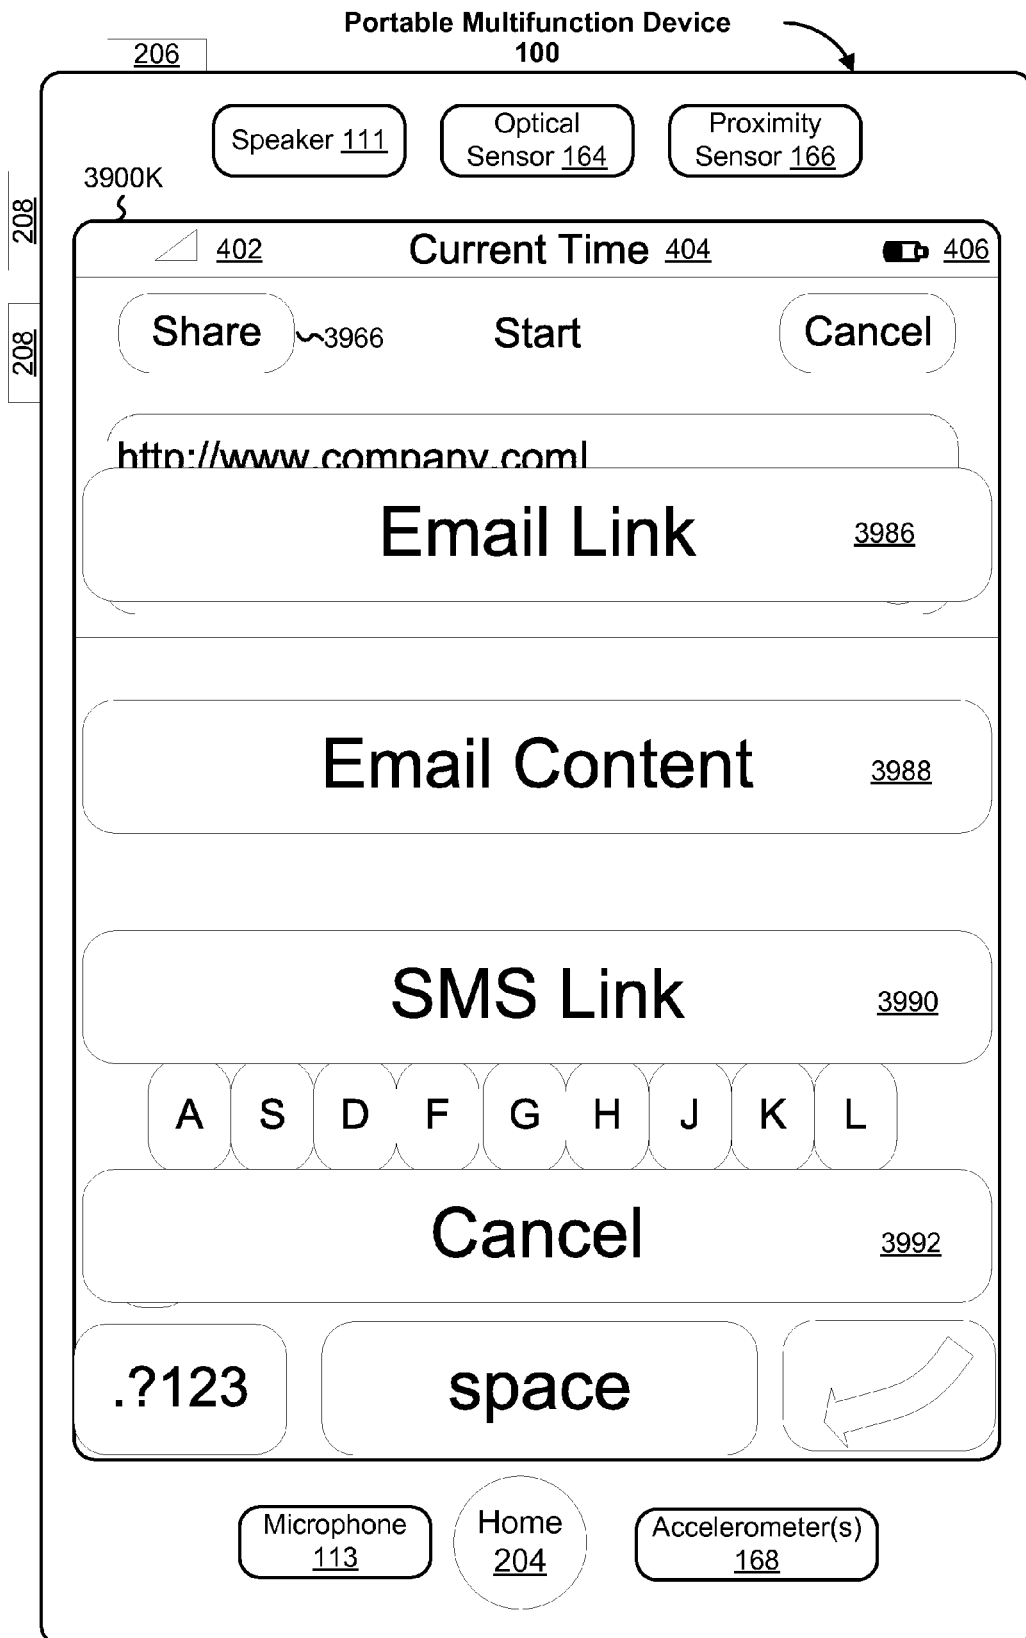 Portable Multifunction Device
100
206
Speaker 111
Optical
Sensor 164
Proximity
Sensor 166
3900K
208
402
Current Time 404
406
Share
3966
Start
Cancel
208
http://www.company.com
Email Link
3986
Email Content
3988
SMS Link
3990
A S D F G H J K L
Cancel
3992
.?123
space
Microphone
113
Home
204
Accelerometer(s)
168